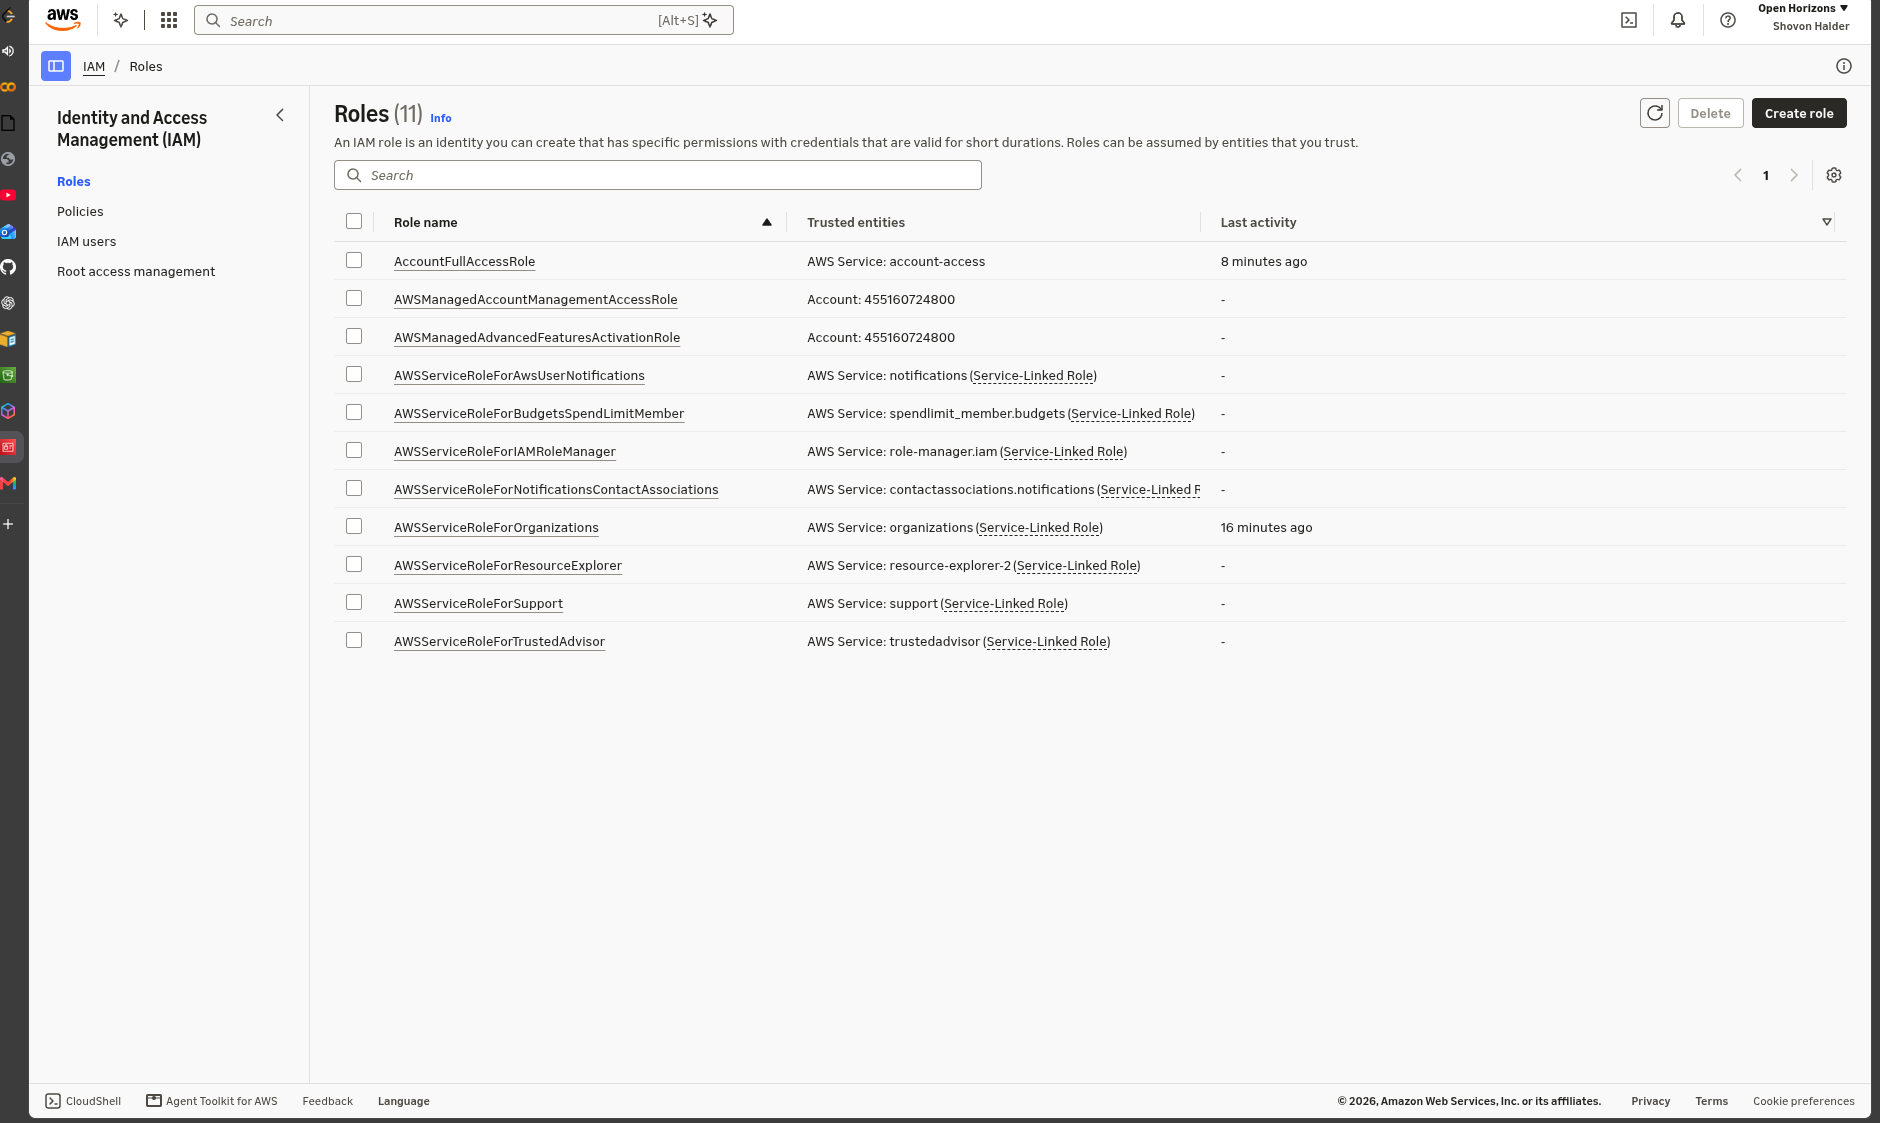 aws
Search [Alt+S]
Open Horizons ▼
Shovon Halder
IAM / Roles
Identity and Access
Management (IAM)
Roles
Policies
IAM users
Root access management
Roles (11) Info
Delete
Create role
An IAM role is an identity you can create that has specific permissions with credentials that are valid for short durations. Roles can be assumed by entities that you trust.
Search
1
Role name Trusted entities Last activity
AccountFullAccessRole AWS Service: account-access 8 minutes ago
AWSManagedAccountManagementAccessRole Account: 455160724800 -
AWSManagedAdvancedFeaturesActivationRole Account: 455160724800 -
AWSServiceRoleForAwsUserNotifications AWS Service: notifications (Service-Linked Role) -
AWSServiceRoleForBudgetsSpendLimitMember AWS Service: spendlimit_member.budgets (Service-Linked Role) -
AWSServiceRoleForIAMRoleManager AWS Service: role-manager.iam (Service-Linked Role) -
AWSServiceRoleForNotificationsContactAssociations AWS Service: contactassociations.notifications (Service-Linked R -
AWSServiceRoleForOrganizations AWS Service: organizations (Service-Linked Role) 16 minutes ago
AWSServiceRoleForResourceExplorer AWS Service: resource-explorer-2 (Service-Linked Role) -
AWSServiceRoleForSupport AWS Service: support (Service-Linked Role) -
AWSServiceRoleForTrustedAdvisor AWS Service: trustedadvisor (Service-Linked Role) -
CloudShell Agent Toolkit for AWS Feedback Language
© 2026, Amazon Web Services, Inc. or its affiliates. Privacy Terms Cookie preferences